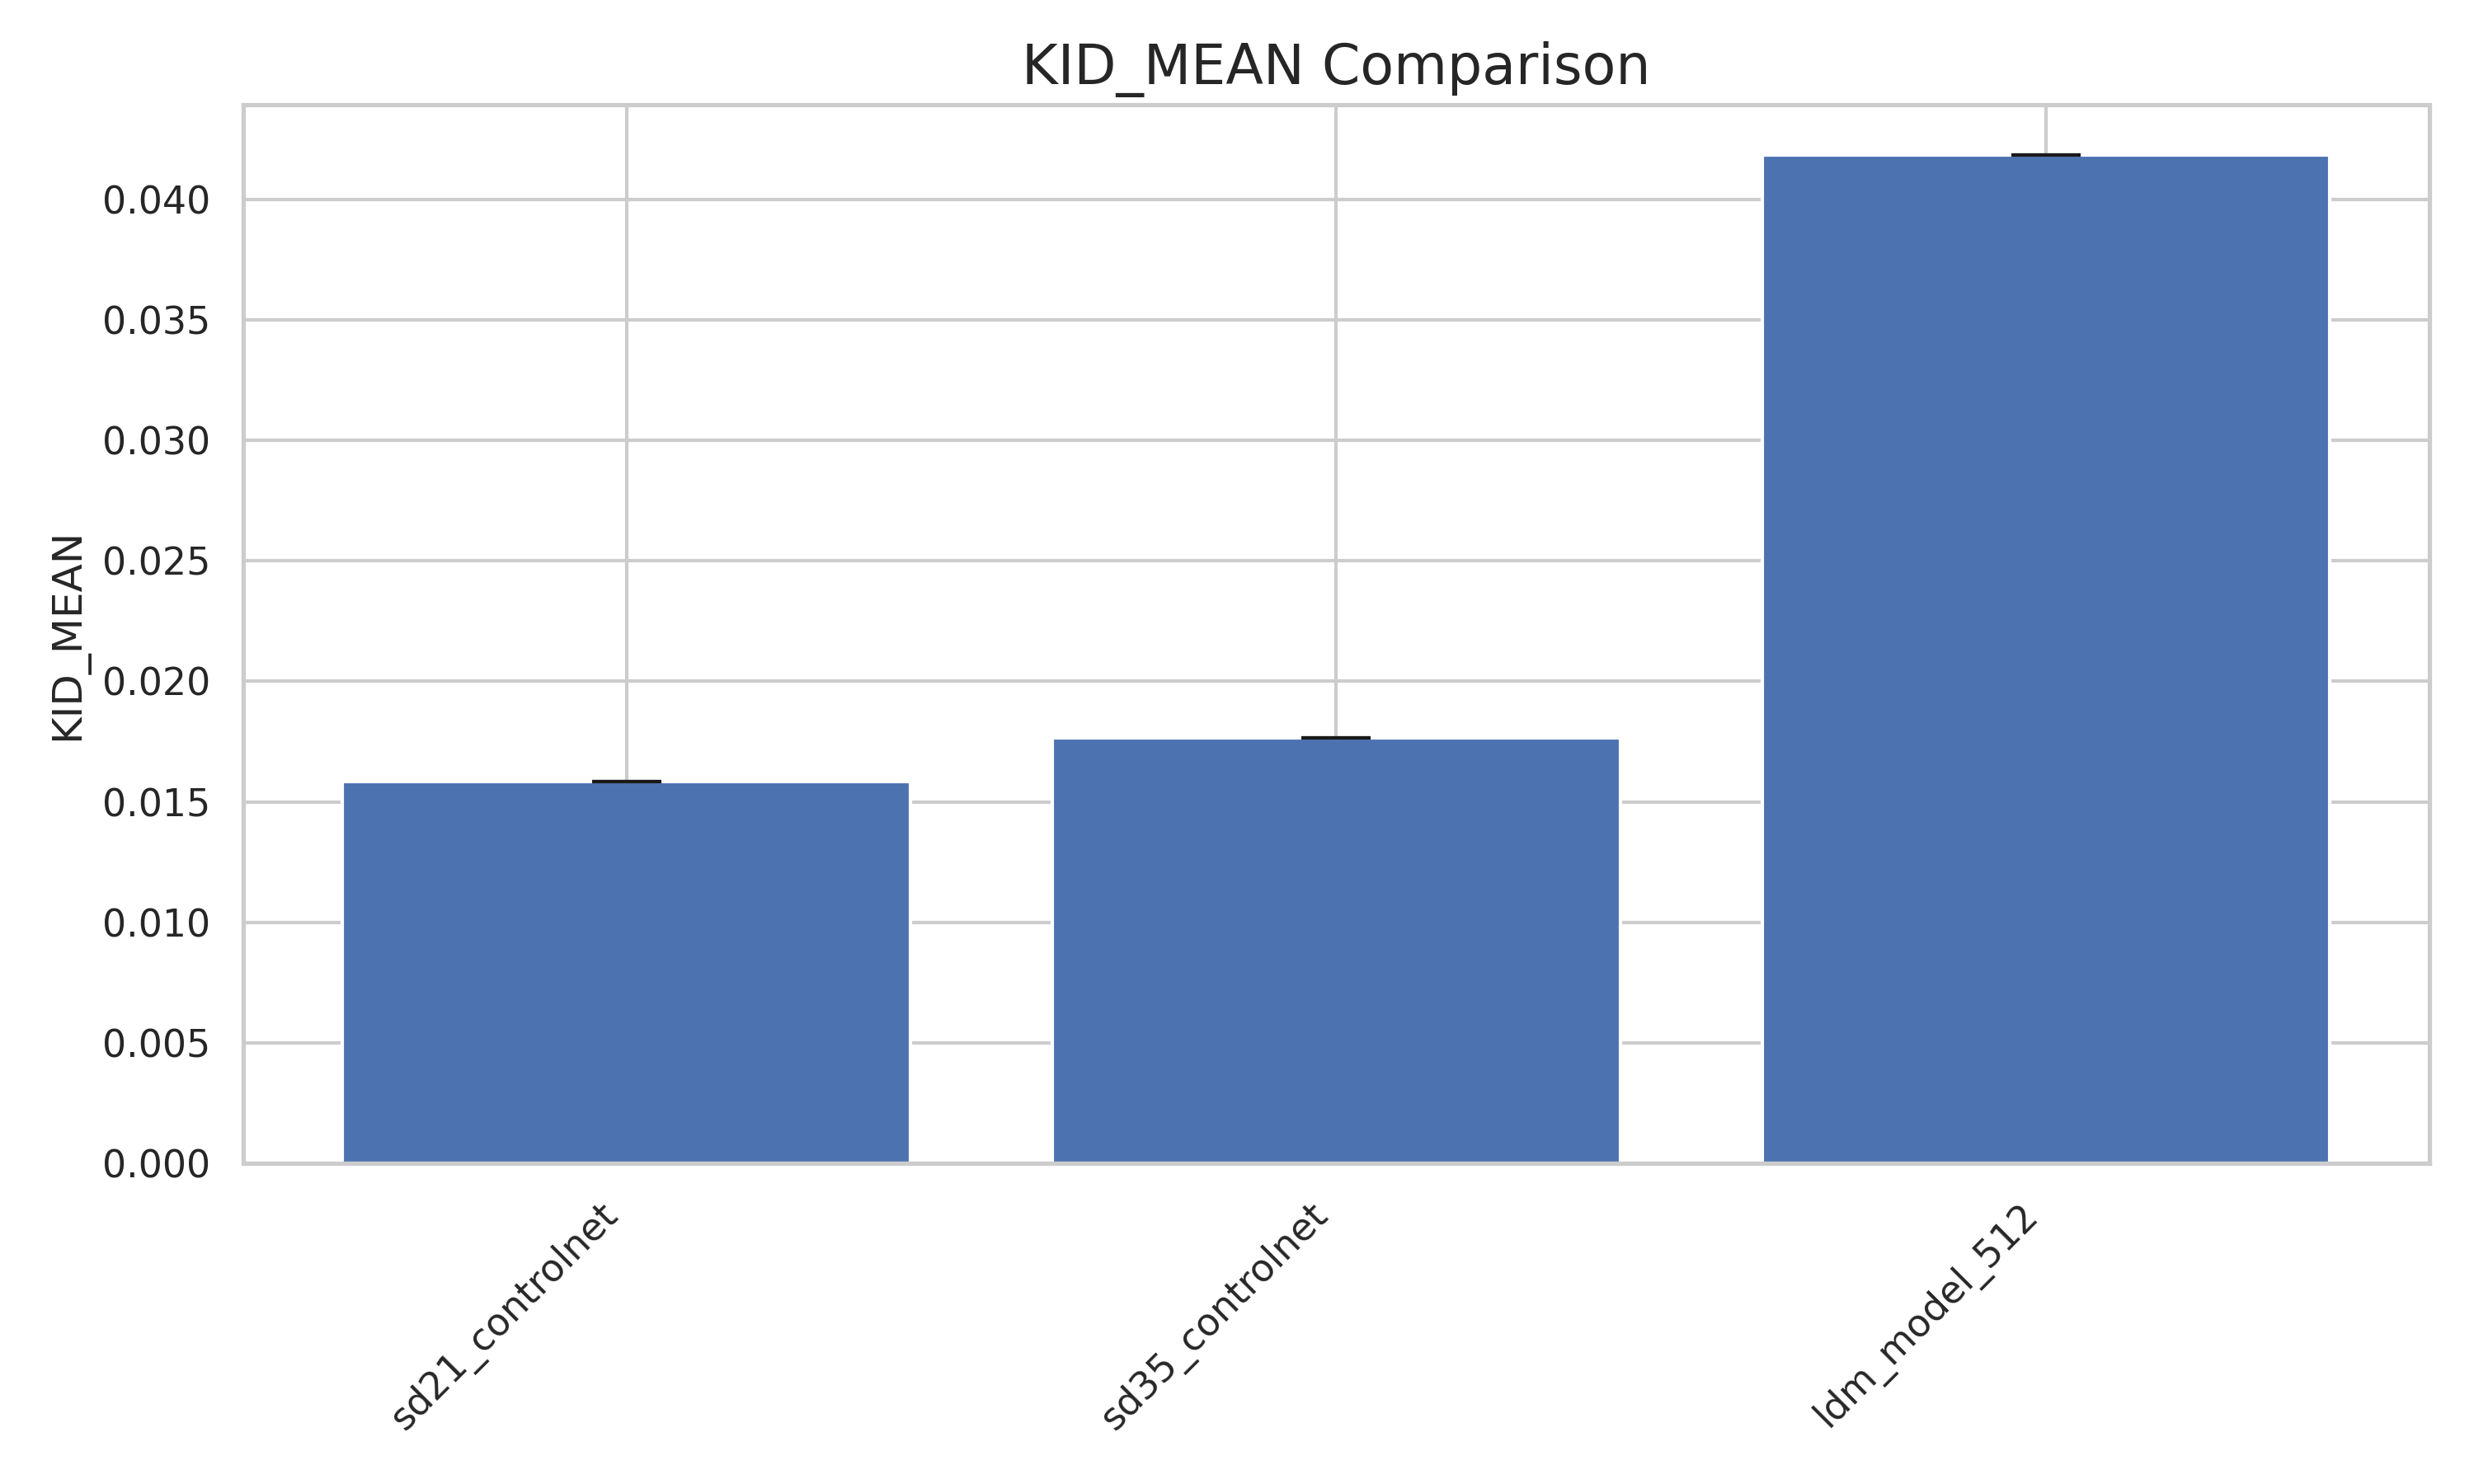 KID_MEAN Comparison
KID_MEAN
0.040
0.035
0.030
0.025
0.020
0.015
0.010
0.005
0.000
sd21_controlnet
sd35_controlnet
ldm_model_512